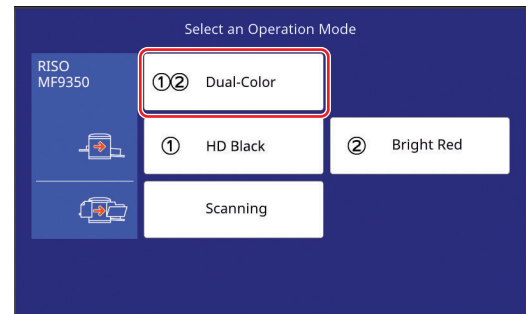 Select an Operation Mode
RISO
MF9350
①② Dual-Color
① HD Black
② Bright Red
Scanning